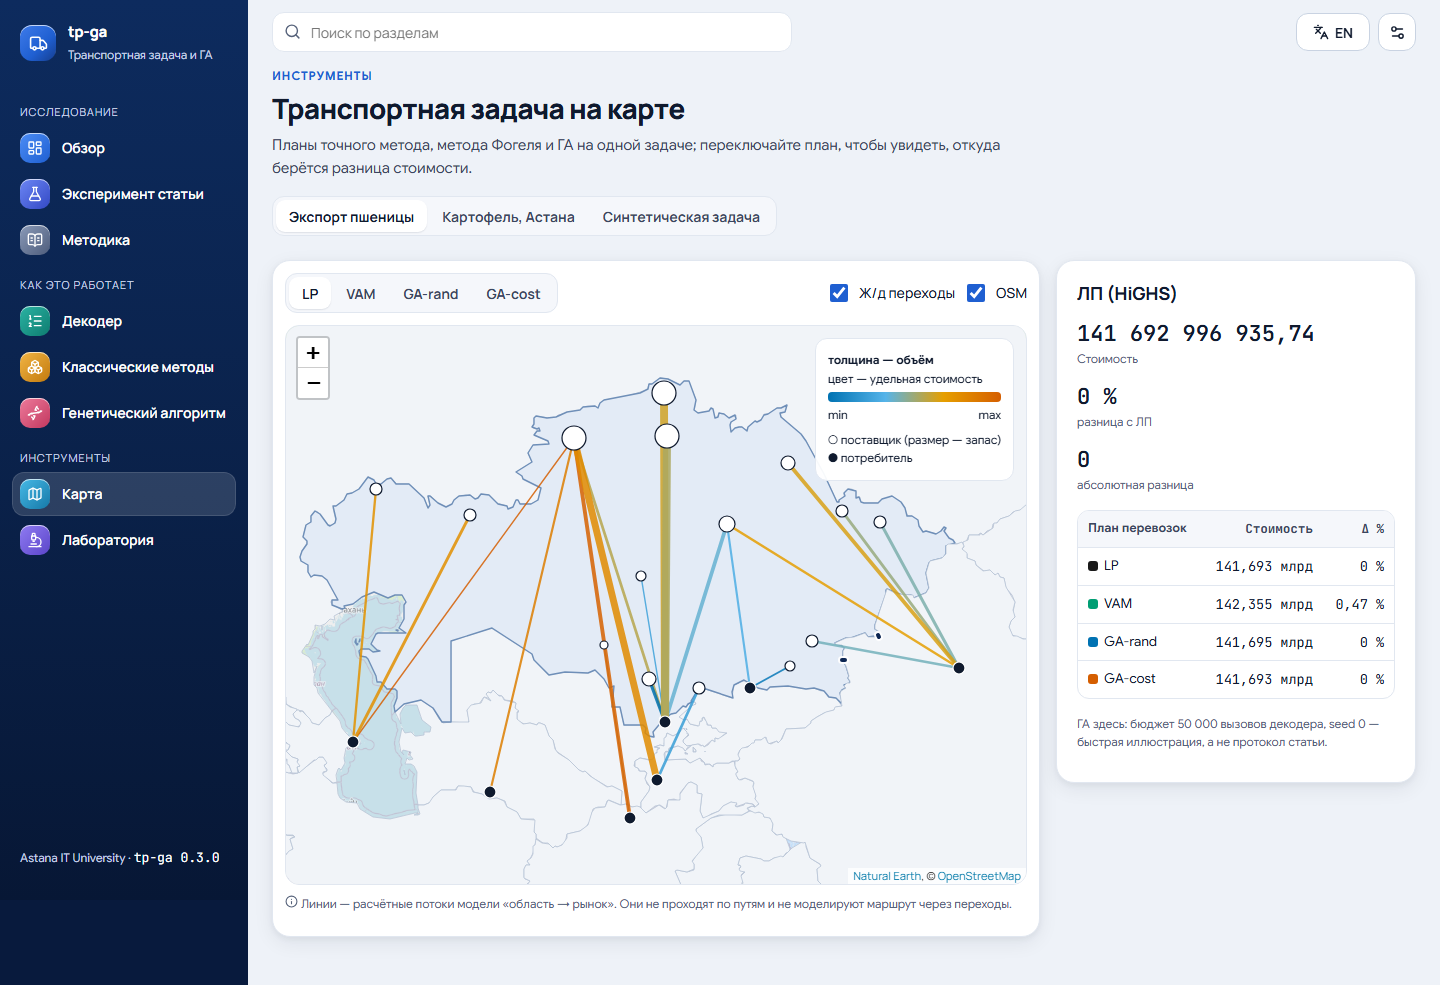 tp-ga
Транспортная задача и ГА
ИССЛЕДОВАНИЕ
Обзор
Эксперимент статьи
Методика
КАК ЭТО РАБОТАЕТ
Декодер
Классические методы
Генетический алгоритм
ИНСТРУМЕНТЫ
Карта
Лаборатория
Astana IT University · tp-ga 0.3.0
Поиск по разделам
EN
ИНСТРУМЕНТЫ
Транспортная задача на карте
Планы точного метода, метода Фогеля и ГА на одной задаче; переключайте план, чтобы увидеть, откуда
берётся разница стоимости.
Экспорт пшеницы Картофель, Астана Синтетическая задача
LP VAM GA-rand GA-cost
Ж/д переходы OSM
+
−
толщина — объём
цвет — удельная стоимость
min max
поставщик (размер — запас)
потребитель
Natural Earth, © OpenStreetMap
Линии — расчётные потоки модели «область → рынок». Они не проходят по путям и не моделируют маршрут через переходы.
ЛП (HiGHS)
141 692 996 935,74
Стоимость
0 %
разница с ЛП
0
абсолютная разница
План перевозок Стоимость Δ %
LP 141,693 млрд 0 %
VAM 142,355 млрд 0,47 %
GA-rand 141,695 млрд 0 %
GA-cost 141,693 млрд 0 %
ГА здесь: бюджет 50 000 вызовов декодера, seed 0 —
быстрая иллюстрация, а не протокол статьи.